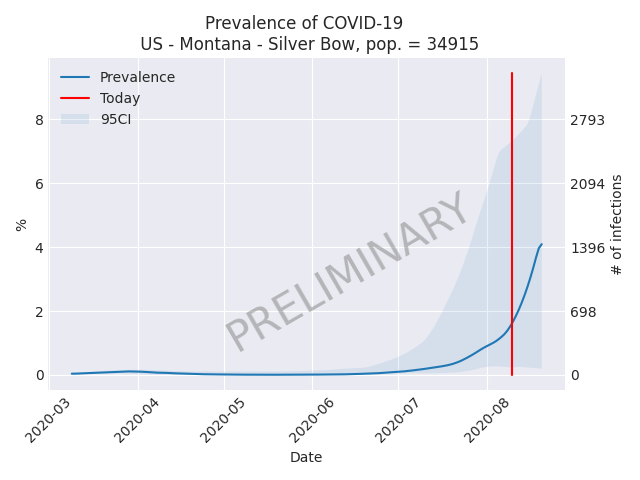 Prevalence of COVID-19
US - Montana - Silver Bow, pop. = 34915
Prevalence
Today
95CI
%
8
6
4
2
0
2793
2094
1396
698
0
# of infections
PRELIMINARY
2020-03
2020-04
2020-05
2020-06
2020-07
2020-08
Date